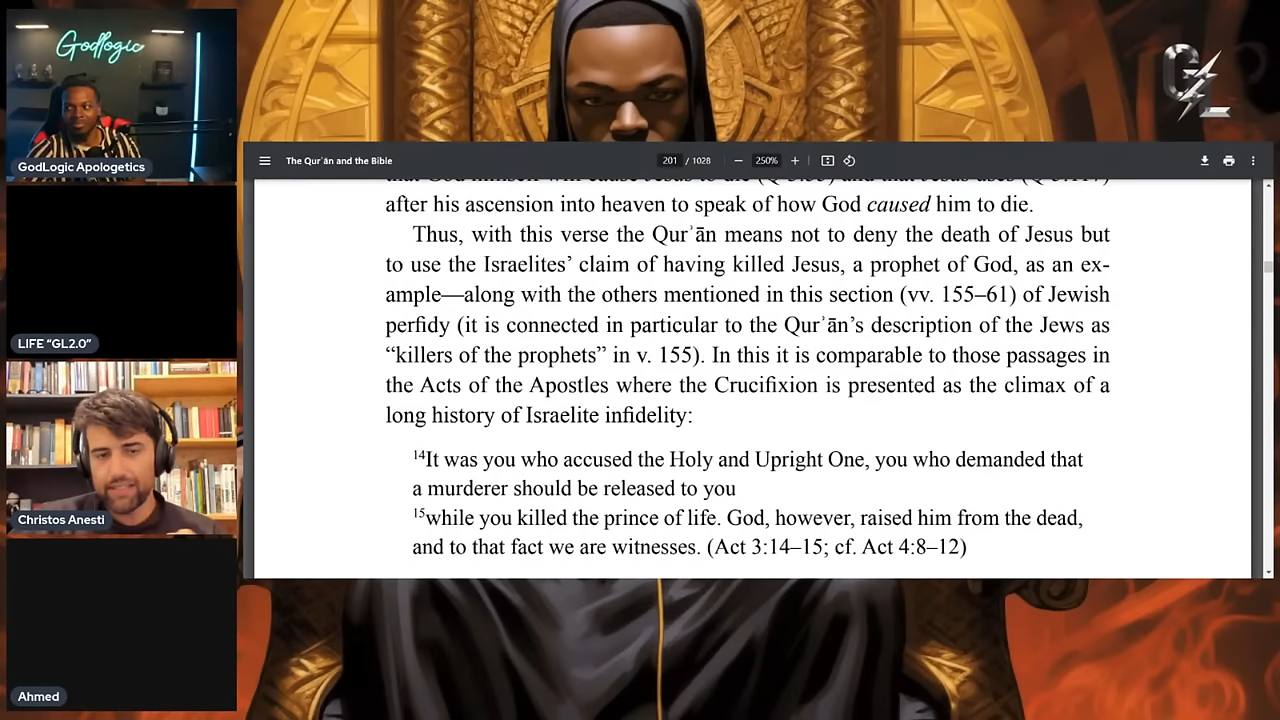 Godlogic
GodLogic Apologetics
LIFE “GL2.0”
Christos Anesti
Ahmed
GL
The Qurʾān and the Bible
201 / 1028
250%
after his ascension into heaven to speak of how God caused him to die.
Thus, with this verse the Qurʾān means not to deny the death of Jesus but
to use the Israelites’ claim of having killed Jesus, a prophet of God, as an ex-
ample—along with the others mentioned in this section (vv. 155–61) of Jewish
perfidy (it is connected in particular to the Qurʾān’s description of the Jews as
“killers of the prophets” in v. 155). In this it is comparable to those passages in
the Acts of the Apostles where the Crucifixion is presented as the climax of a
long history of Israelite infidelity:
14It was you who accused the Holy and Upright One, you who demanded that
a murderer should be released to you
15while you killed the prince of life. God, however, raised him from the dead,
and to that fact we are witnesses. (Act 3:14–15; cf. Act 4:8–12)